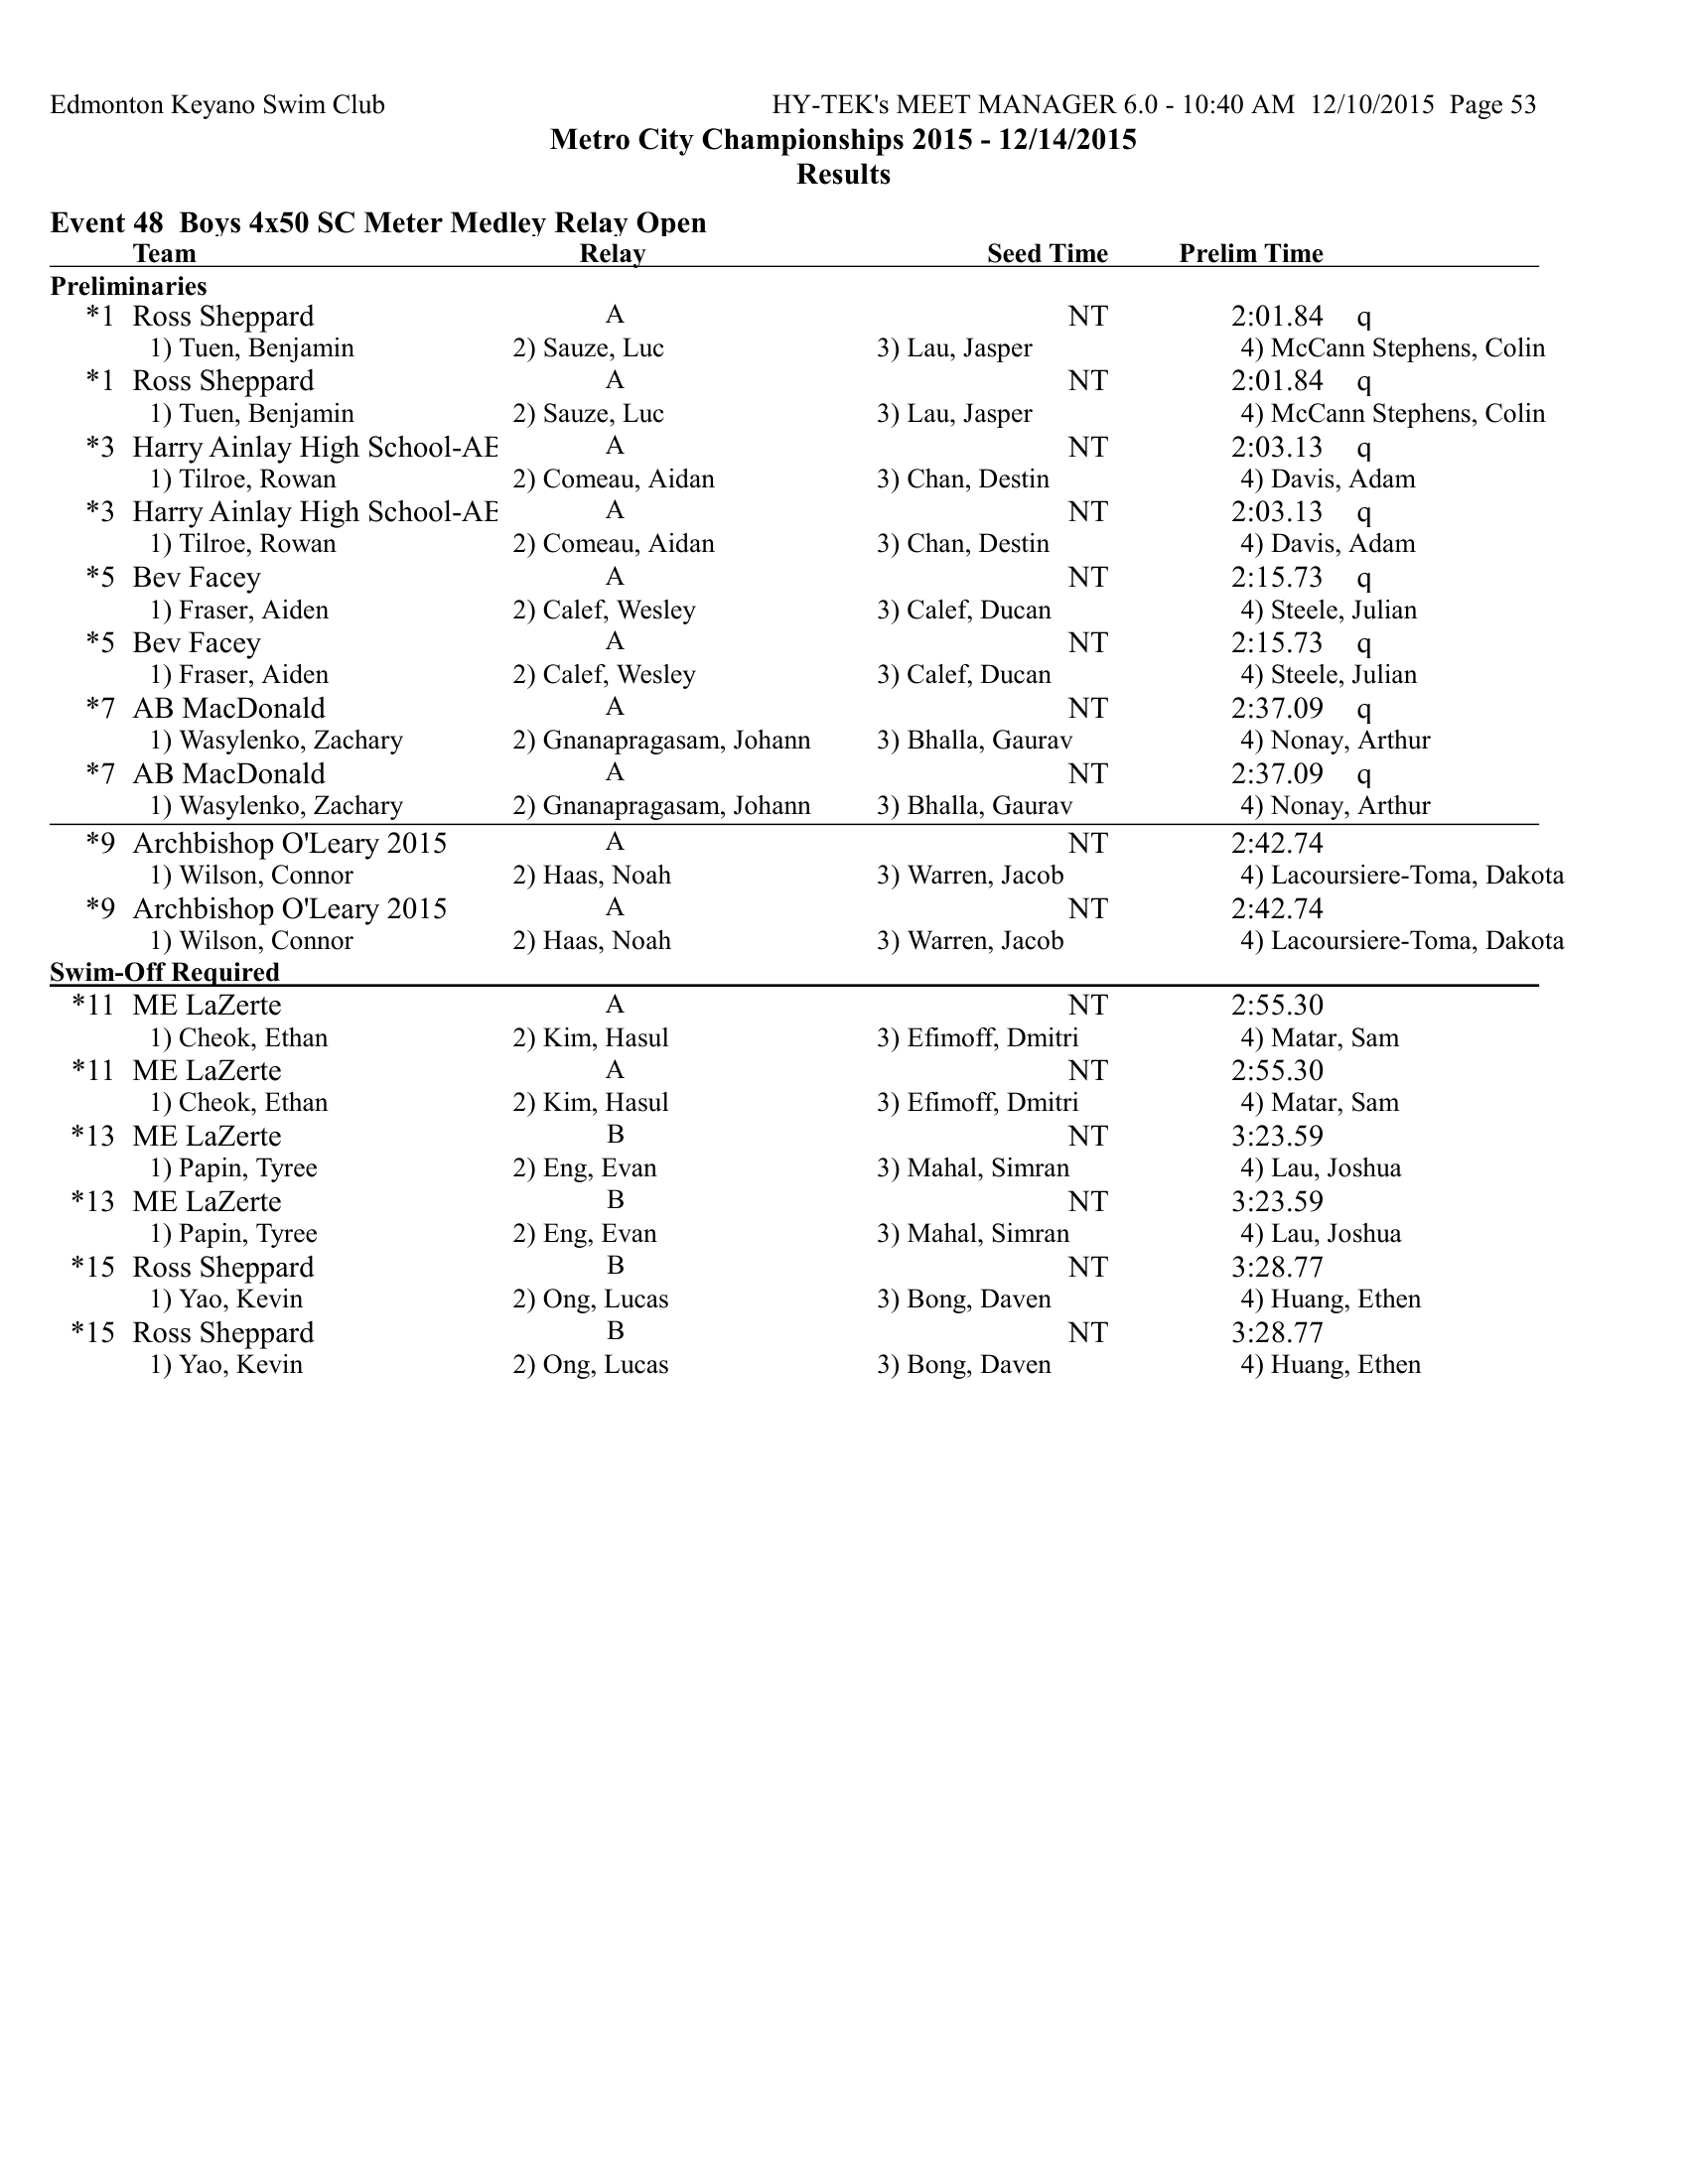 Edmonton Keyano Swim Club HY-TEK's MEET MANAGER 6.0 - 10:40 AM 12/10/2015 Page 53
Metro City Championships 2015 - 12/14/2015
Results
Event 48 Boys 4x50 SC Meter Medley Relay Open
Team Relay Seed Time Prelim Time
Preliminaries
*1 Ross Sheppard A NT 2:01.84 q
1) Tuen, Benjamin 2) Sauze, Luc 3) Lau, Jasper 4) McCann Stephens, Colin
*1 Ross Sheppard A NT 2:01.84 q
1) Tuen, Benjamin 2) Sauze, Luc 3) Lau, Jasper 4) McCann Stephens, Colin
*3 Harry Ainlay High School-AB A NT 2:03.13 q
1) Tilroe, Rowan 2) Comeau, Aidan 3) Chan, Destin 4) Davis, Adam
*3 Harry Ainlay High School-AB A NT 2:03.13 q
1) Tilroe, Rowan 2) Comeau, Aidan 3) Chan, Destin 4) Davis, Adam
*5 Bev Facey A NT 2:15.73 q
1) Fraser, Aiden 2) Calef, Wesley 3) Calef, Ducan 4) Steele, Julian
*5 Bev Facey A NT 2:15.73 q
1) Fraser, Aiden 2) Calef, Wesley 3) Calef, Ducan 4) Steele, Julian
*7 AB MacDonald A NT 2:37.09 q
1) Wasylenko, Zachary 2) Gnanapragasam, Johann 3) Bhalla, Gaurav 4) Nonay, Arthur
*7 AB MacDonald A NT 2:37.09 q
1) Wasylenko, Zachary 2) Gnanapragasam, Johann 3) Bhalla, Gaurav 4) Nonay, Arthur
*9 Archbishop O'Leary 2015 A NT 2:42.74
1) Wilson, Connor 2) Haas, Noah 3) Warren, Jacob 4) Lacoursiere-Toma, Dakota
*9 Archbishop O'Leary 2015 A NT 2:42.74
1) Wilson, Connor 2) Haas, Noah 3) Warren, Jacob 4) Lacoursiere-Toma, Dakota
Swim-Off Required
*11 ME LaZerte A NT 2:55.30
1) Cheok, Ethan 2) Kim, Hasul 3) Efimoff, Dmitri 4) Matar, Sam
*11 ME LaZerte A NT 2:55.30
1) Cheok, Ethan 2) Kim, Hasul 3) Efimoff, Dmitri 4) Matar, Sam
*13 ME LaZerte B NT 3:23.59
1) Papin, Tyree 2) Eng, Evan 3) Mahal, Simran 4) Lau, Joshua
*13 ME LaZerte B NT 3:23.59
1) Papin, Tyree 2) Eng, Evan 3) Mahal, Simran 4) Lau, Joshua
*15 Ross Sheppard B NT 3:28.77
1) Yao, Kevin 2) Ong, Lucas 3) Bong, Daven 4) Huang, Ethen
*15 Ross Sheppard B NT 3:28.77
1) Yao, Kevin 2) Ong, Lucas 3) Bong, Daven 4) Huang, Ethen